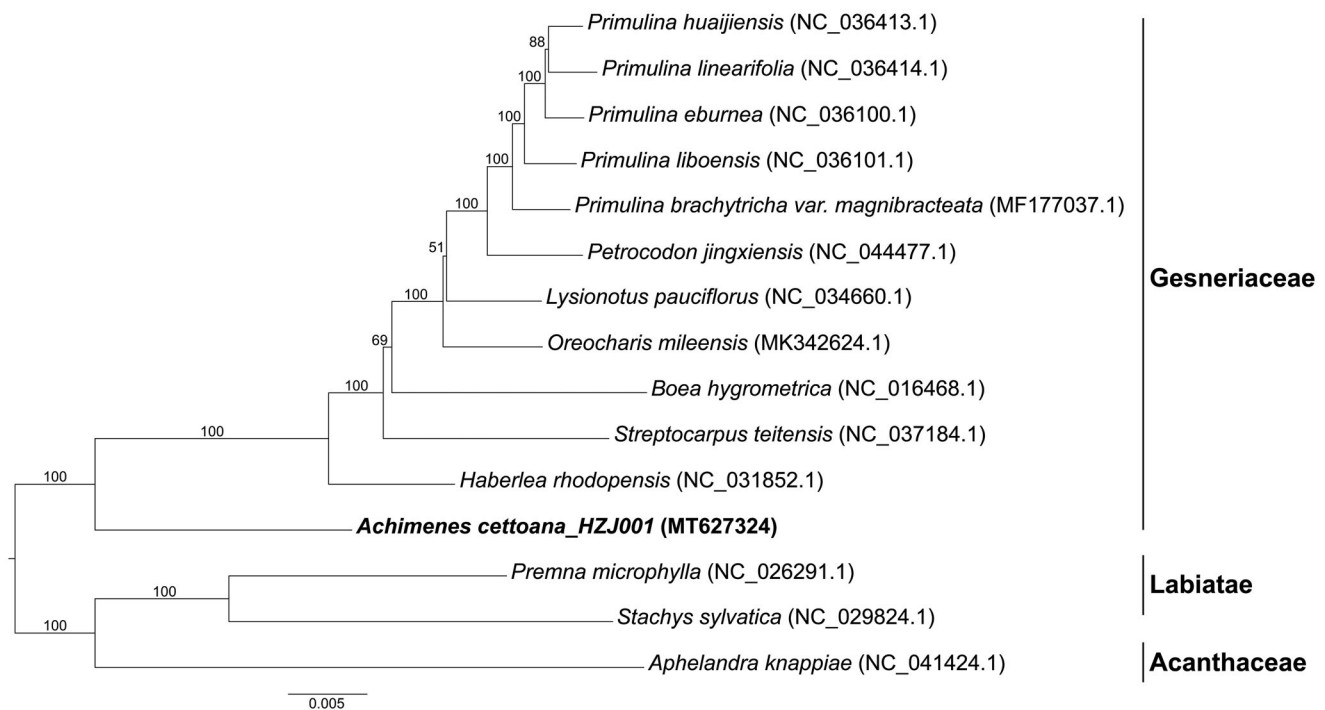 Primulina huaijiensis (NC_036413.1)
88
Primulina linearifolia (NC_036414.1)
100
Primulina eburnea (NC_036100.1)
100
Primulina liboensis (NC_036101.1)
100
Primulina brachytricha var. magnibracteata (MF177037.1)
100
Petrocodon jingxiensis (NC_044477.1)
51
Gesneriaceae
Lysionotus pauciflorus (NC_034660.1)
100
Oreocharis mileensis (MK342624.1)
69
Boea hygrometrica (NC_016468.1)
100
Streptocarpus teitensis (NC_037184.1)
100
Haberlea rhodopensis (NC_031852.1)
100
Achimenes cettoana_HZJ001 (MT627324)
Premna microphylla (NC_026291.1)
Labiatae
100
Stachys sylvatica (NC_029824.1)
100
Aphelandra knappiae (NC_041424.1)
Acanthaceae
0.005